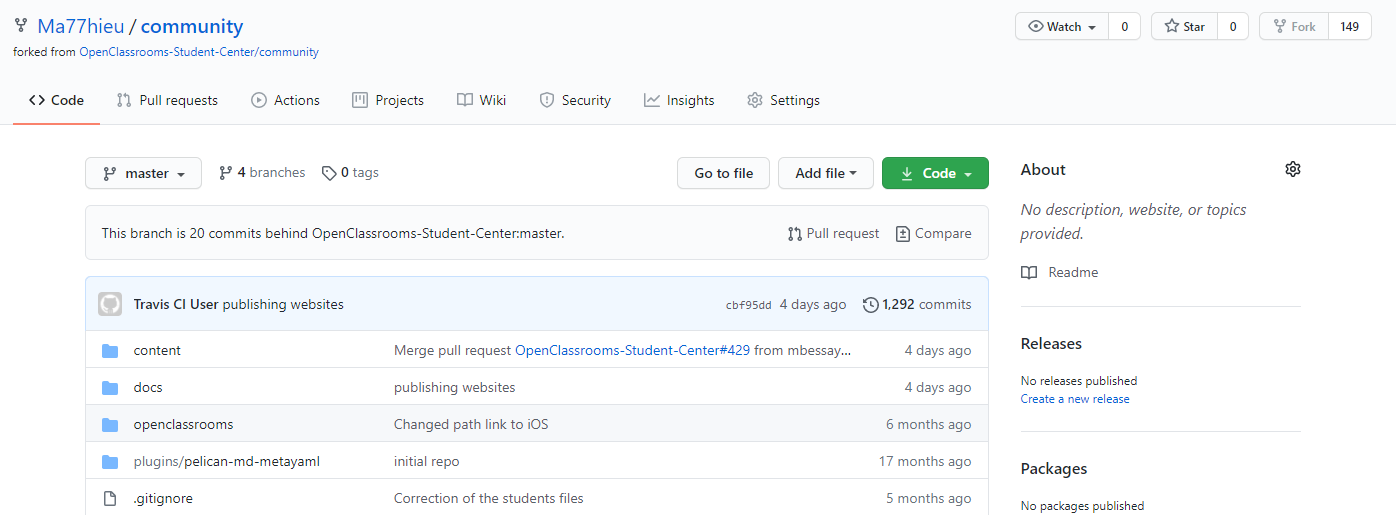 Ma77hieu / community
Watch 0 Star 0 Fork 149
forked from OpenClassrooms-Student-Center/community
Code Pull requests Actions Projects Wiki Security Insights Settings
master 4 branches 0 tags Go to file Add file Code
This branch is 20 commits behind OpenClassrooms-Student-Center:master. Pull request Compare
Travis CI User publishing websites cbf95dd 4 days ago 1,292 commits
content Merge pull request OpenClassrooms-Student-Center#429 from mbessay… 4 days ago
docs publishing websites 4 days ago
openclassrooms Changed path link to iOS 6 months ago
plugins/pelican-md-metayaml initial repo 17 months ago
.gitignore Correction of the students files 5 months ago
About
No description, website, or topics
provided.
Readme
Releases
No releases published
Create a new release
Packages
No packages published